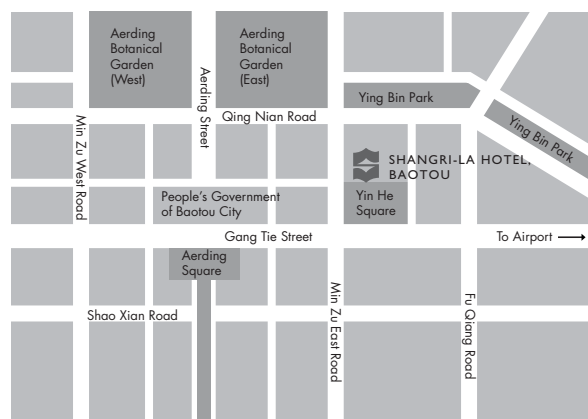 Aerding
Botanical
Garden
(West)
Aerding
Botanical
Garden
(East)
Aerding Street
Ying Bin Park
Qing Nian Road
Ying Bin Park
Min Zu West Road
SHANGRI-LA HOTEL,
BAOTOU
People's Government
of Baotou City
Yin He
Square
Gang Tie Street
To Airport
Aerding
Square
Shao Xian Road
Min Zu East Road
Fu Qiang Road